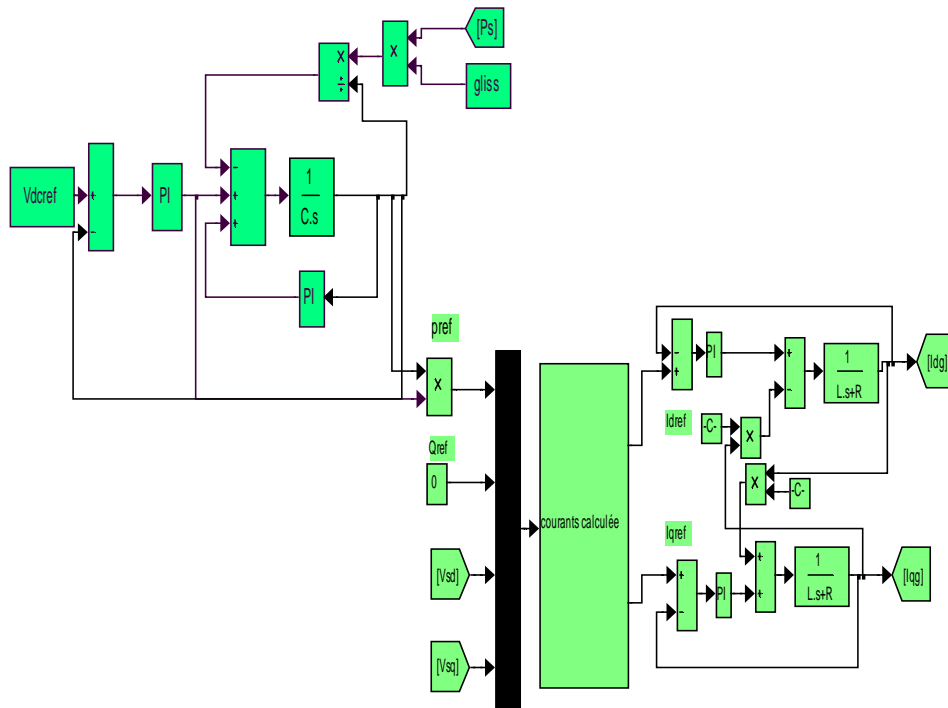 [Ps]
x
÷
x
gliss
Vdcref
+
-
PI
-
+
+
1
C.s
PI
pref
x
Qref
0
[Vsd]
[Vsq]
courants calculée
-
+
PI
+
-
1
L.s+R
[Idg]
Idref
-C-
x
x
-C-
Iqref
+
-
PI
+
+
1
L.s+R
[Iqg]